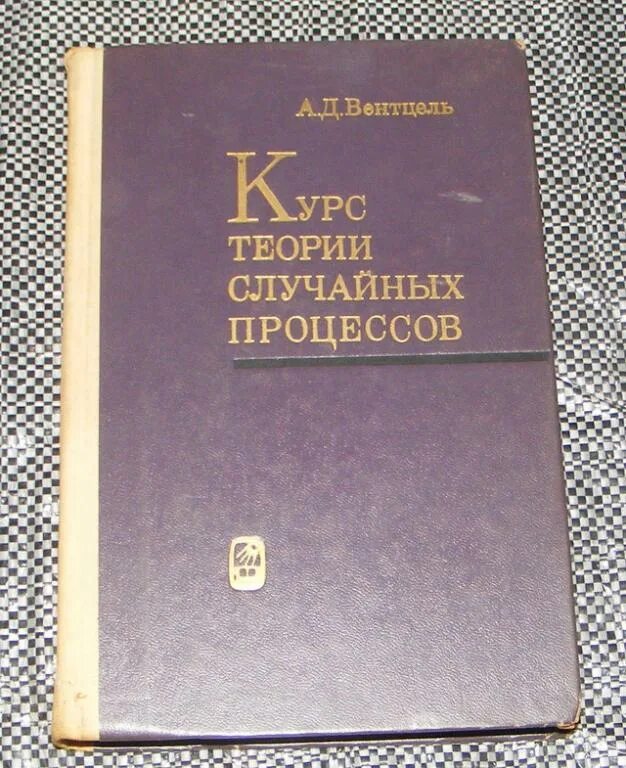 А.Д.Вентцель
Курс
теории
случайных
процессов